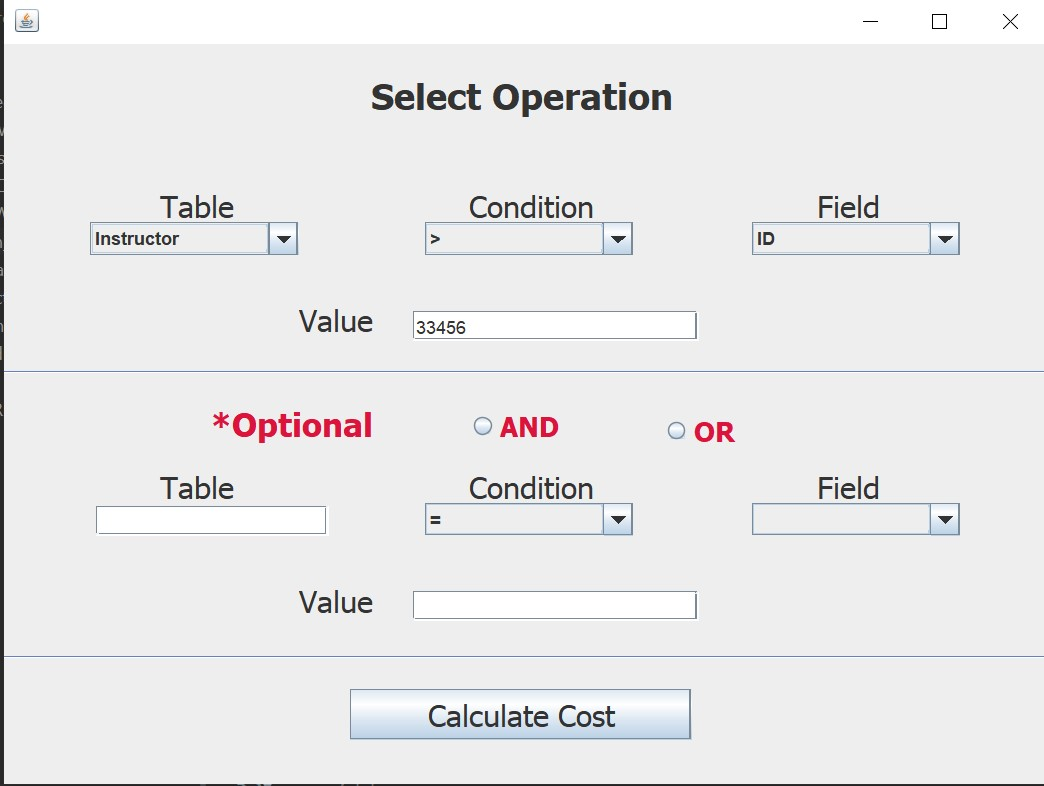 Select Operation
Table Condition Field
Instructor > ID
Value 33456
*Optional AND OR
Table Condition Field
=
Value
Calculate Cost